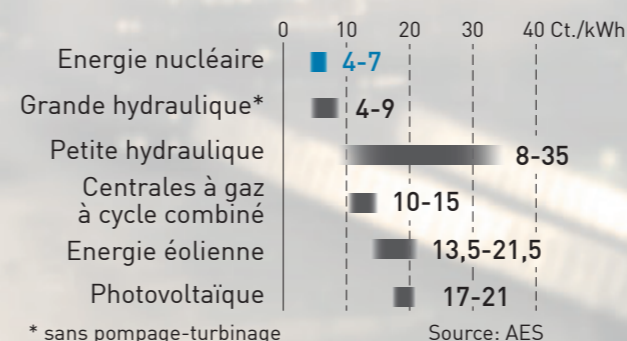 0 10 20 30 40 Ct./kWh
Energie nucléaire 4-7
Grande hydraulique* 4-9
Petite hydraulique 8-35
Centrales à gaz
à cycle combiné 10-15
Energie éolienne 13,5-21,5
Photovoltaïque 17-21
* sans pompage-turbinage Source: AES